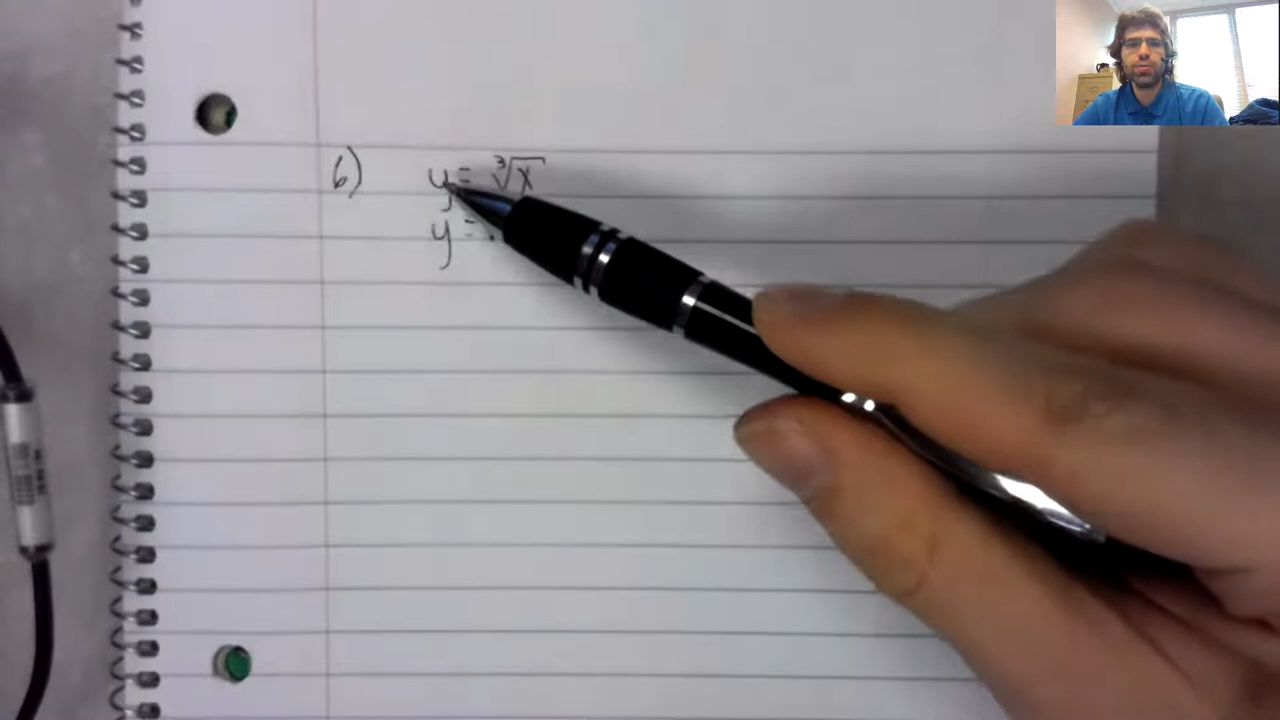 6) y = ∛x
y =